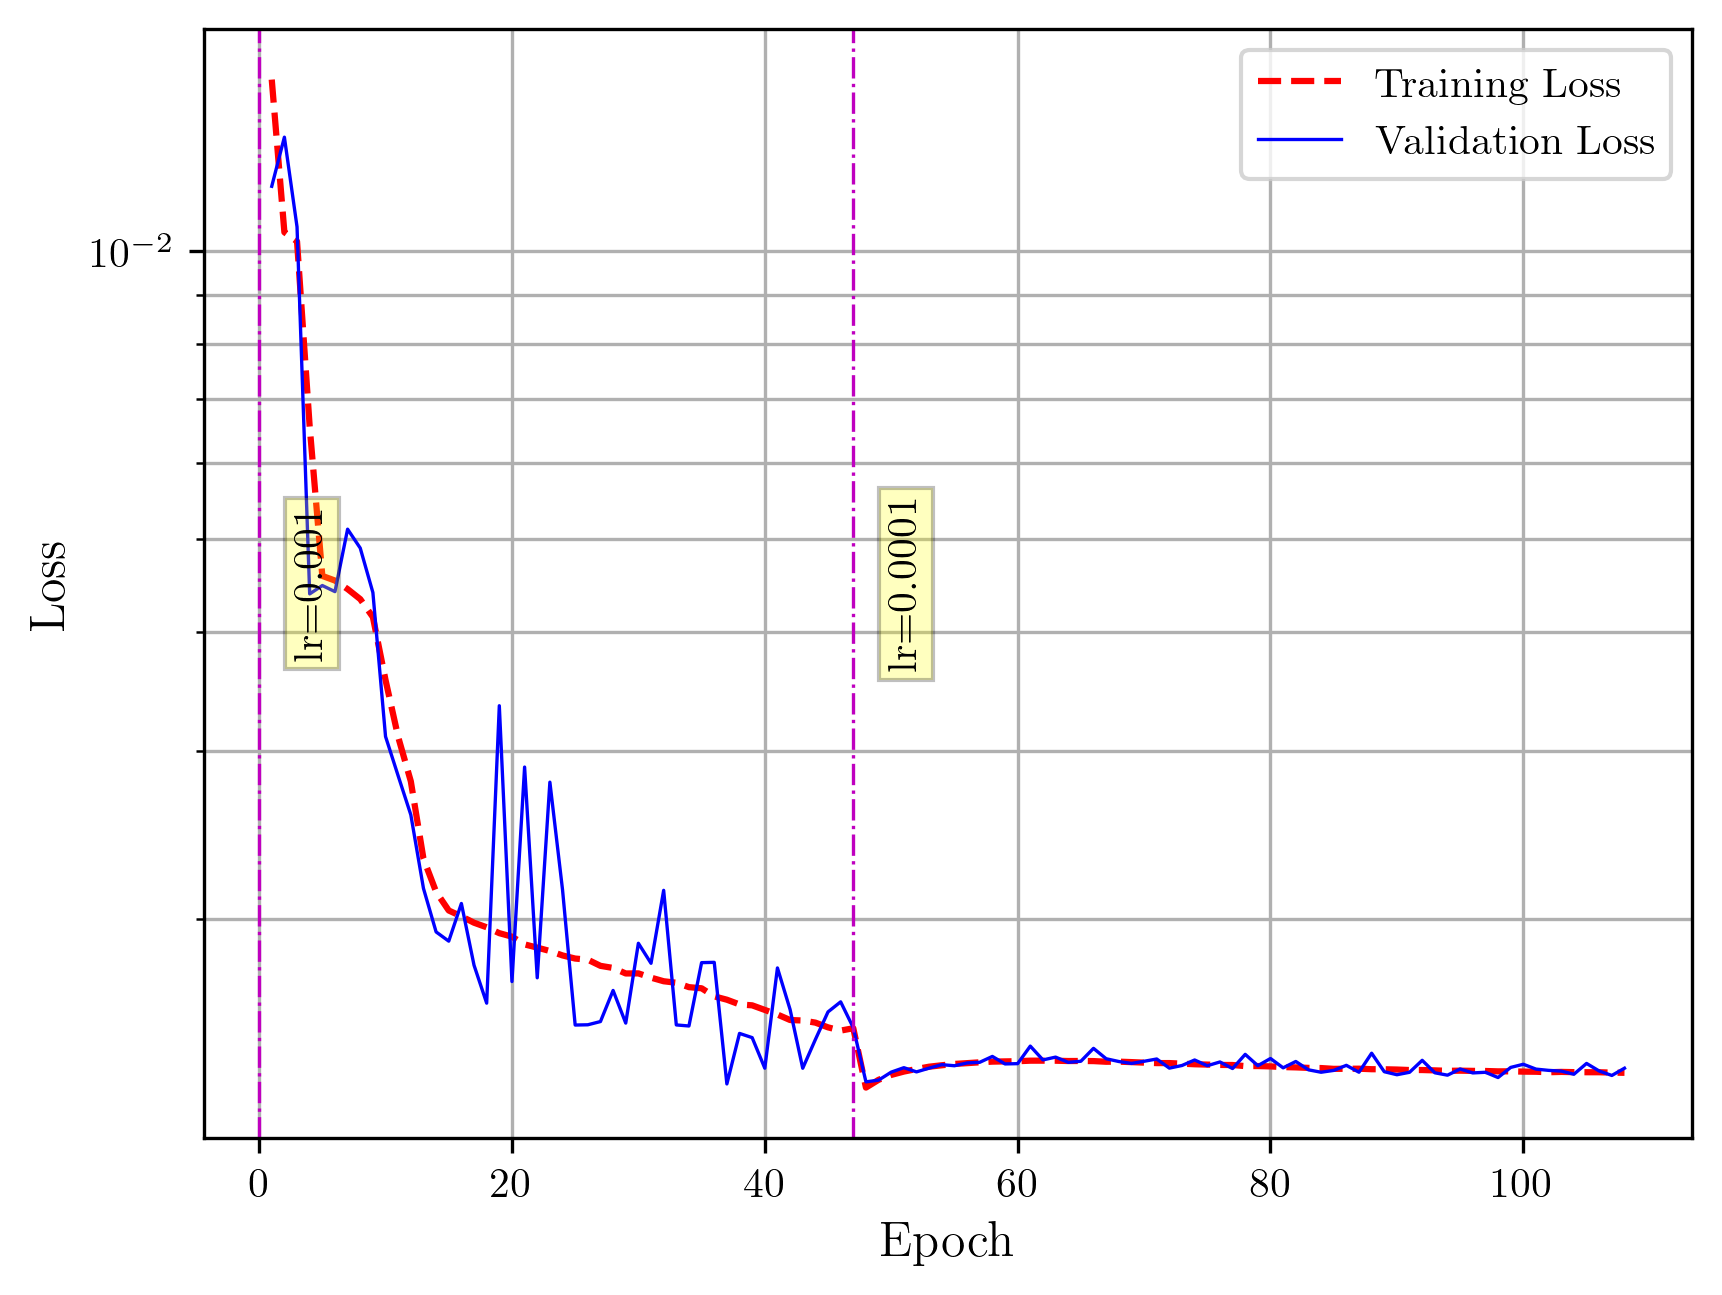 Training Loss
Validation Loss
10⁻²
Loss
lr=0.001
lr=0.0001
0 20 40 60 80 100
Epoch